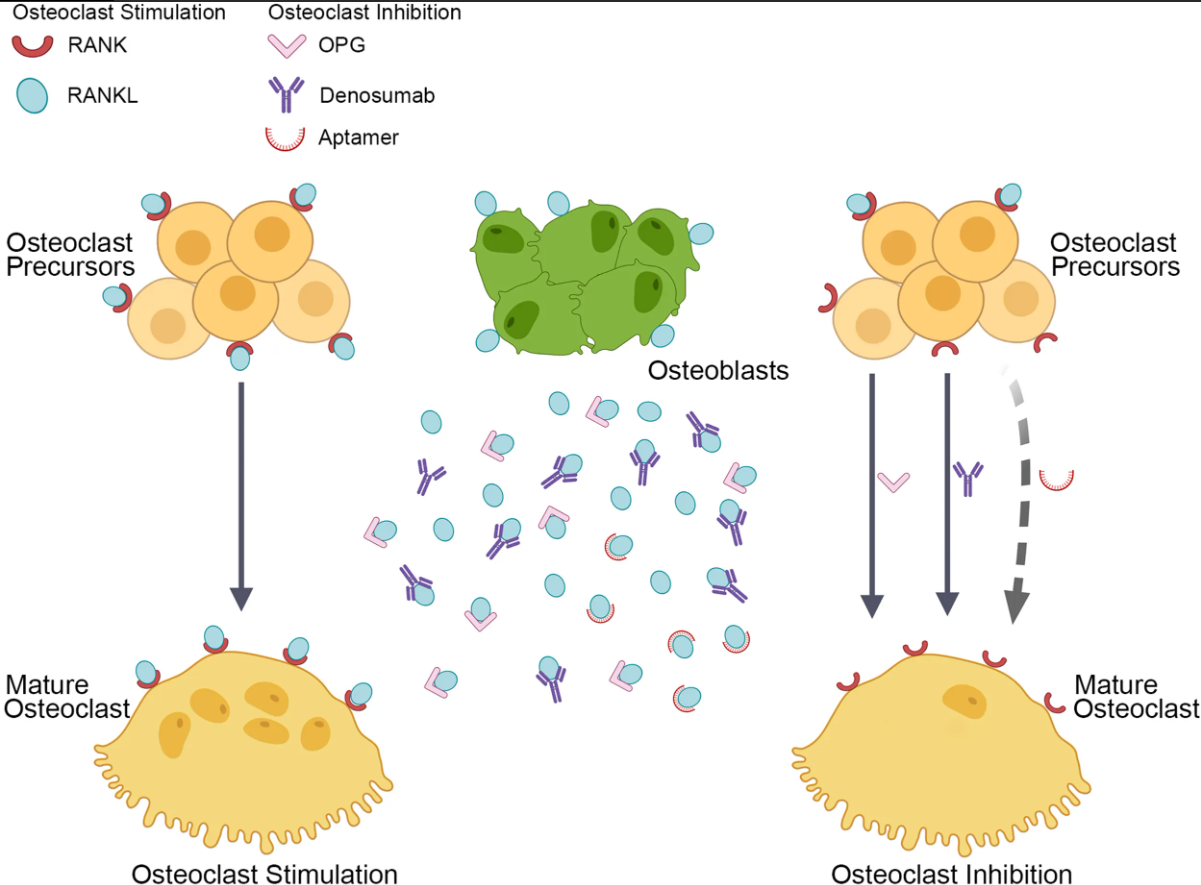 Osteoclast Stimulation
Osteoclast Inhibition
RANK
OPG
RANKL
Denosumab
Aptamer
Osteoclast
Precursors
Osteoclast
Precursors
Osteoblasts
Mature
Osteoclast
Mature
Osteoclast
Osteoclast Stimulation
Osteoclast Inhibition